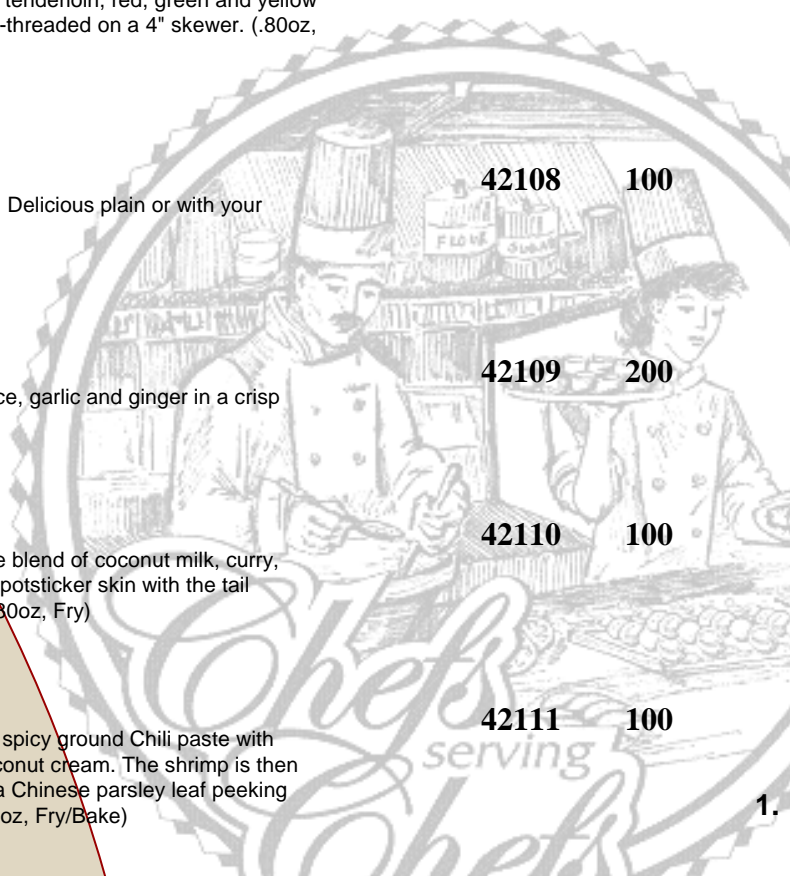 tenderloin, red, green and yellow
-threaded on a 4" skewer. (.80oz,
42108 100
Delicious plain or with your
42109 200
ce, garlic and ginger in a crisp
42110 100
e blend of coconut milk, curry,
potsticker skin with the tail
30oz, Fry)
42111 100
spicy ground Chili paste with
conut cream. The shrimp is then
a Chinese parsley leaf peeking
oz, Fry/Bake)
1.
FLOUR SUGAR
Chefs
serving
Chefs